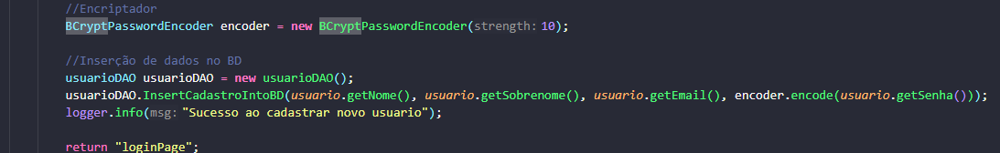 //Encriptador
BCryptPasswordEncoder encoder = new BCryptPasswordEncoder(strength: 10);
//Inserção de dados no BD
usuarioDAO usuarioDAO = new usuarioDAO();
usuarioDAO.InsertCadastroIntoBD(usuario.getNome(), usuario.getSobrenome(), usuario.getEmail(), encoder.encode(usuario.getSenha()));
logger.info(msg: "Sucesso ao cadastrar novo usuario");
return "loginPage";